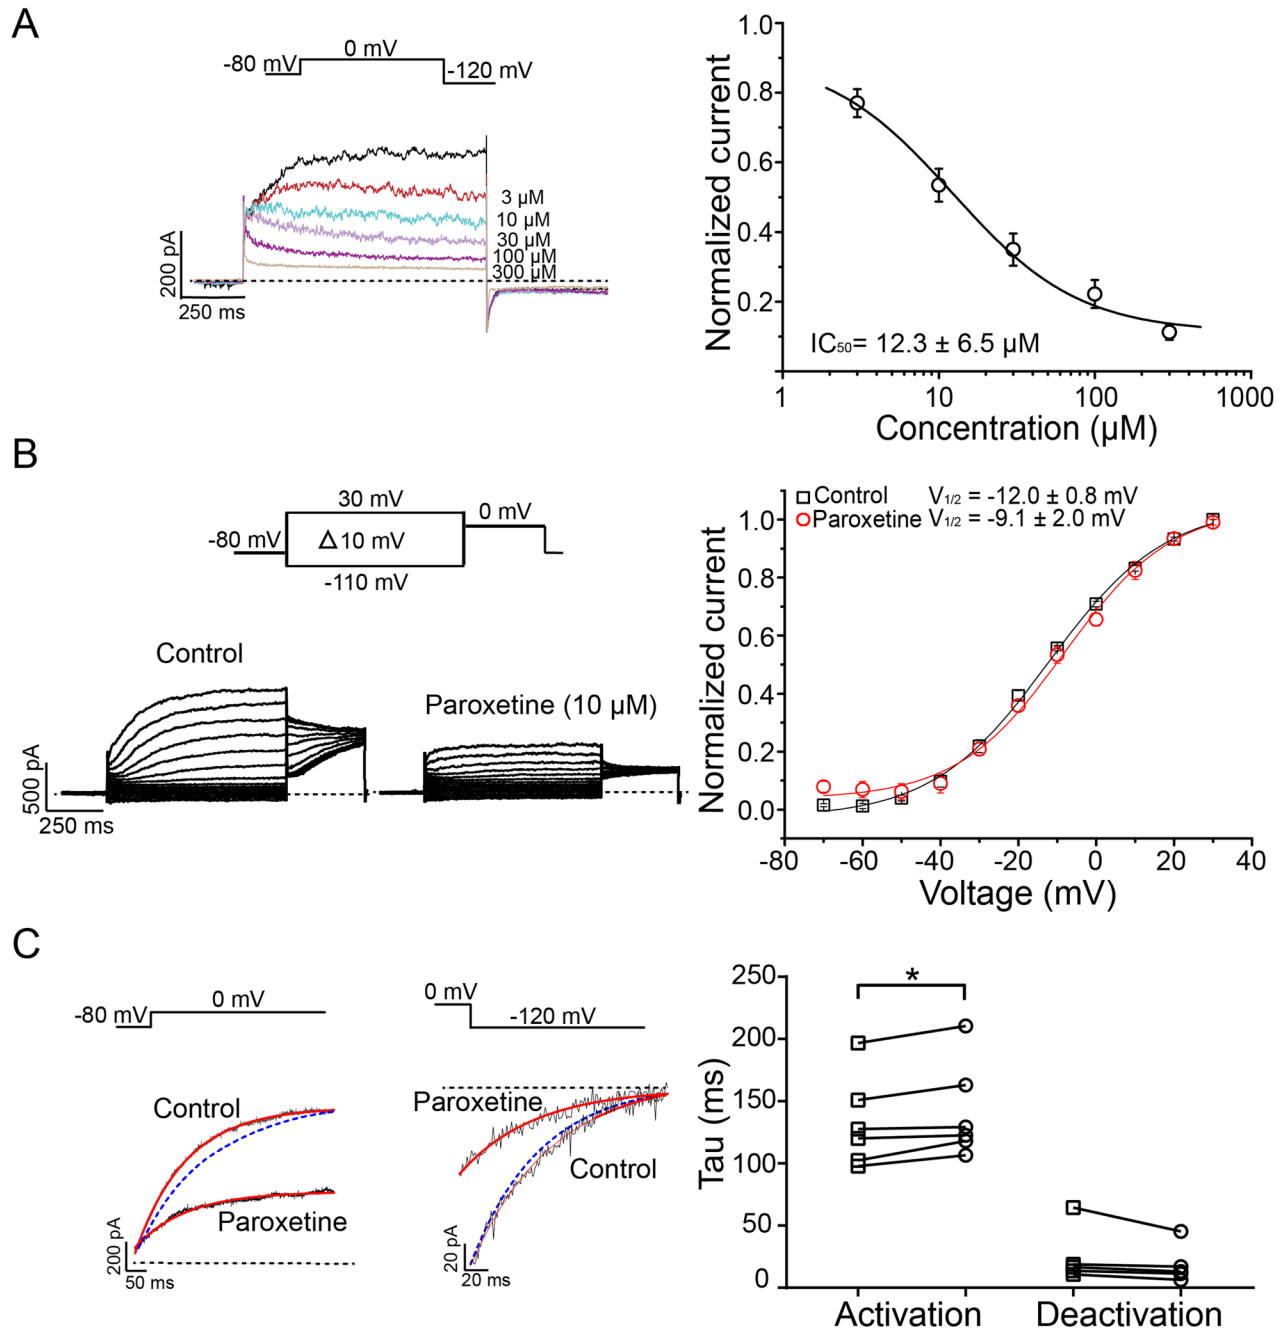 A
0 mV
-80 mV
-120 mV
3 µM
10 µM
30 µM
100 µM
300 µM
200 pA
250 ms
Normalized current
1.0
0.8
0.6
0.4
0.2
IC50= 12.3 ± 6.5 µM
1
10
100
1000
Concentration (µM)
B
30 mV
0 mV
-80 mV
Δ 10 mV
-110 mV
Control
Paroxetine (10 µM)
500 pA
250 ms
Control V1/2 = -12.0 ± 0.8 mV
Paroxetine V1/2 = -9.1 ± 2.0 mV
Normalized current
1.0
0.8
0.6
0.4
0.2
0.0
-80
-60
-40
-20
0
20
40
Voltage (mV)
C
0 mV
-80 mV
Control
Paroxetine
200 pA
50 ms
0 mV
-120 mV
Paroxetine
Control
20 pA
20 ms
Tau (ms)
250
200
150
100
50
0
*
Activation
Deactivation